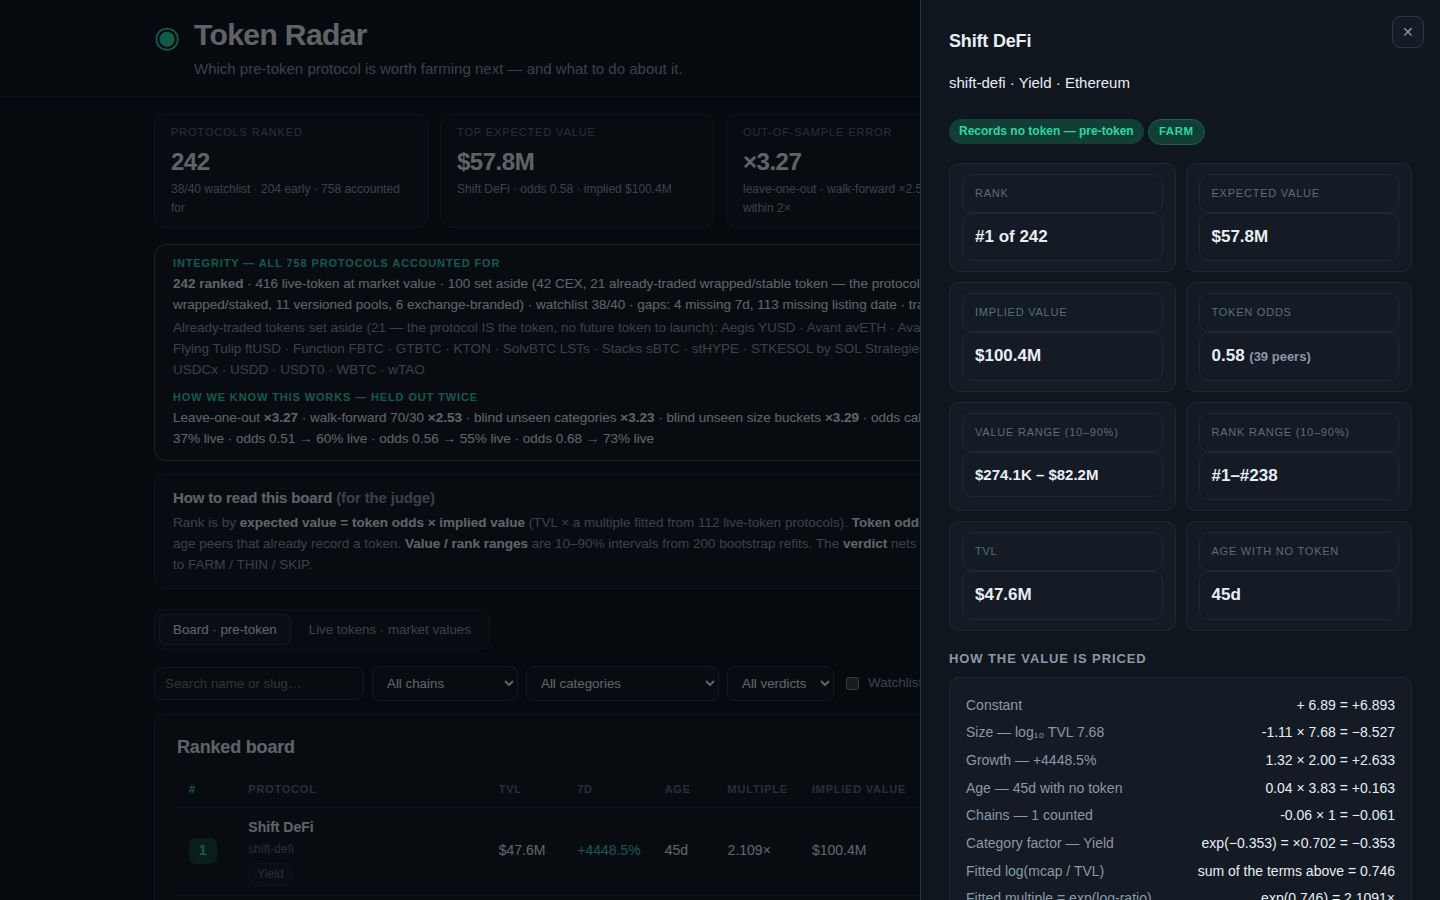 Token Radar
Which pre-token protocol is worth farming next — and what to do about it.
PROTOCOLS RANKED
242
38/40 watchlist · 204 early · 758 accounted
for
TOP EXPECTED VALUE
$57.8M
Shift DeFi · odds 0.58 · implied $100.4M
OUT-OF-SAMPLE ERROR
×3.27
leave-one-out · walk-forward ×2.5
within 2×
INTEGRITY — ALL 758 PROTOCOLS ACCOUNTED FOR
242 ranked · 416 live-token at market value · 100 set aside (42 CEX, 21 already-traded wrapped/stable token — the protocol
wrapped/staked, 11 versioned pools, 6 exchange-branded) · watchlist 38/40 · gaps: 4 missing 7d, 113 missing listing date · tra
Already-traded tokens set aside (21 — the protocol IS the token, no future token to launch): Aegis YUSD · Avant avETH · Ava
Flying Tulip ftUSD · Function FBTC · GTBTC · KTON · SolvBTC LSTs · Stacks sBTC · stHYPE · STKESOL by SOL Strategie
USDCx · USDD · USDT0 · WBTC · wTAO
HOW WE KNOW THIS WORKS — HELD OUT TWICE
Leave-one-out ×3.27 · walk-forward 70/30 ×2.53 · blind unseen categories ×3.23 · blind unseen size buckets ×3.29 · odds cal
37% live · odds 0.51 → 60% live · odds 0.56 → 55% live · odds 0.68 → 73% live
How to read this board (for the judge)
Rank is by expected value = token odds × implied value (TVL × a multiple fitted from 112 live-token protocols). Token odds
age peers that already record a token. Value / rank ranges are 10–90% intervals from 200 bootstrap refits. The verdict nets
to FARM / THIN / SKIP.
Board · pre-token
Live tokens · market values
Search name or slug…
All chains
All categories
All verdicts
Watchlist
Ranked board
# PROTOCOL TVL 7D AGE MULTIPLE IMPLIED VALUE
1 Shift DeFi $47.6M +4448.5% 45d 2.109× $100.4M
shift-defi
Yield
Shift DeFi
✕
shift-defi · Yield · Ethereum
Records no token — pre-token
FARM
RANK
#1 of 242
EXPECTED VALUE
$57.8M
IMPLIED VALUE
$100.4M
TOKEN ODDS
0.58 (39 peers)
VALUE RANGE (10–90%)
$274.1K – $82.2M
RANK RANGE (10–90%)
#1–#238
TVL
$47.6M
AGE WITH NO TOKEN
45d
HOW THE VALUE IS PRICED
Constant + 6.89 = +6.893
Size — log₁₀ TVL 7.68 -1.11 × 7.68 = −8.527
Growth — +4448.5% 1.32 × 2.00 = +2.633
Age — 45d with no token 0.04 × 3.83 = +0.163
Chains — 1 counted -0.06 × 1 = −0.061
Category factor — Yield exp(−0.353) = ×0.702 = −0.353
Fitted log(mcap / TVL) sum of the terms above = 0.746
Fitted multiple = exp(log-ratio) exp(0.746) = 2.1091×